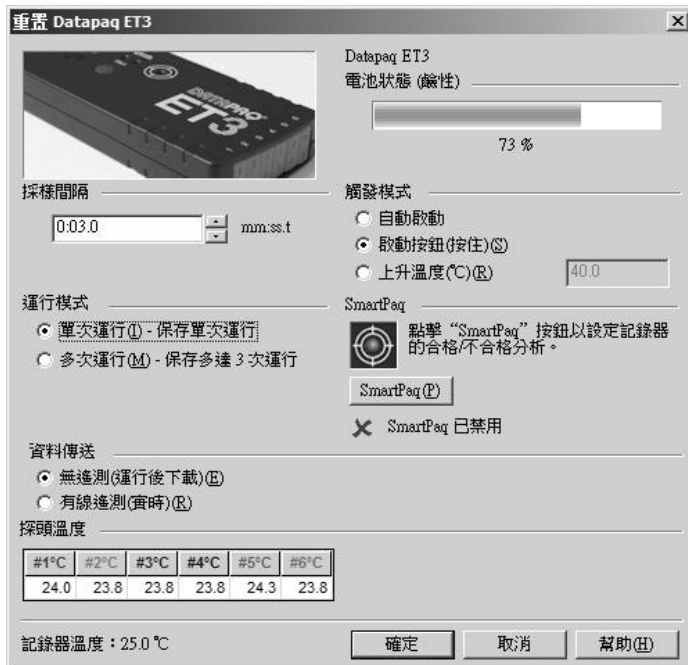 重置 Datapaq ET3
DATAPAQ
ET3
Datapaq ET3
電池狀態 (鹼性)
73 %
採樣間隔
0:03.0 mm:ss.t
觸發模式
自動啟動
啟動按鈕(按住)(S)
上升溫度(℃)(R) 40.0
運行模式
單次運行(I) - 保存單次運行
多次運行(M) - 保存多達 3 次運行
SmartPaq
點擊 “SmartPaq” 按鈕以設定記錄器
的合格/不合格分析。
SmartPaq(P)
SmartPaq 已禁用
資料傳送
無遙測(運行後下載)(E)
有線遙測(實時)(R)
探頭溫度
#1°C #2°C #3°C #4°C #5°C #6°C
24.0 23.8 23.8 23.8 24.3 23.8
記錄器溫度：25.0 ℃
確定 取消 幫助(H)